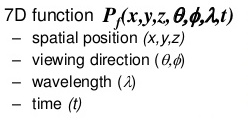 7D function P_f(x,y,z,θ,ϕ,λ,t)
– spatial position (x,y,z)
– viewing direction (θ,ϕ)
– wavelength (λ)
– time (t)